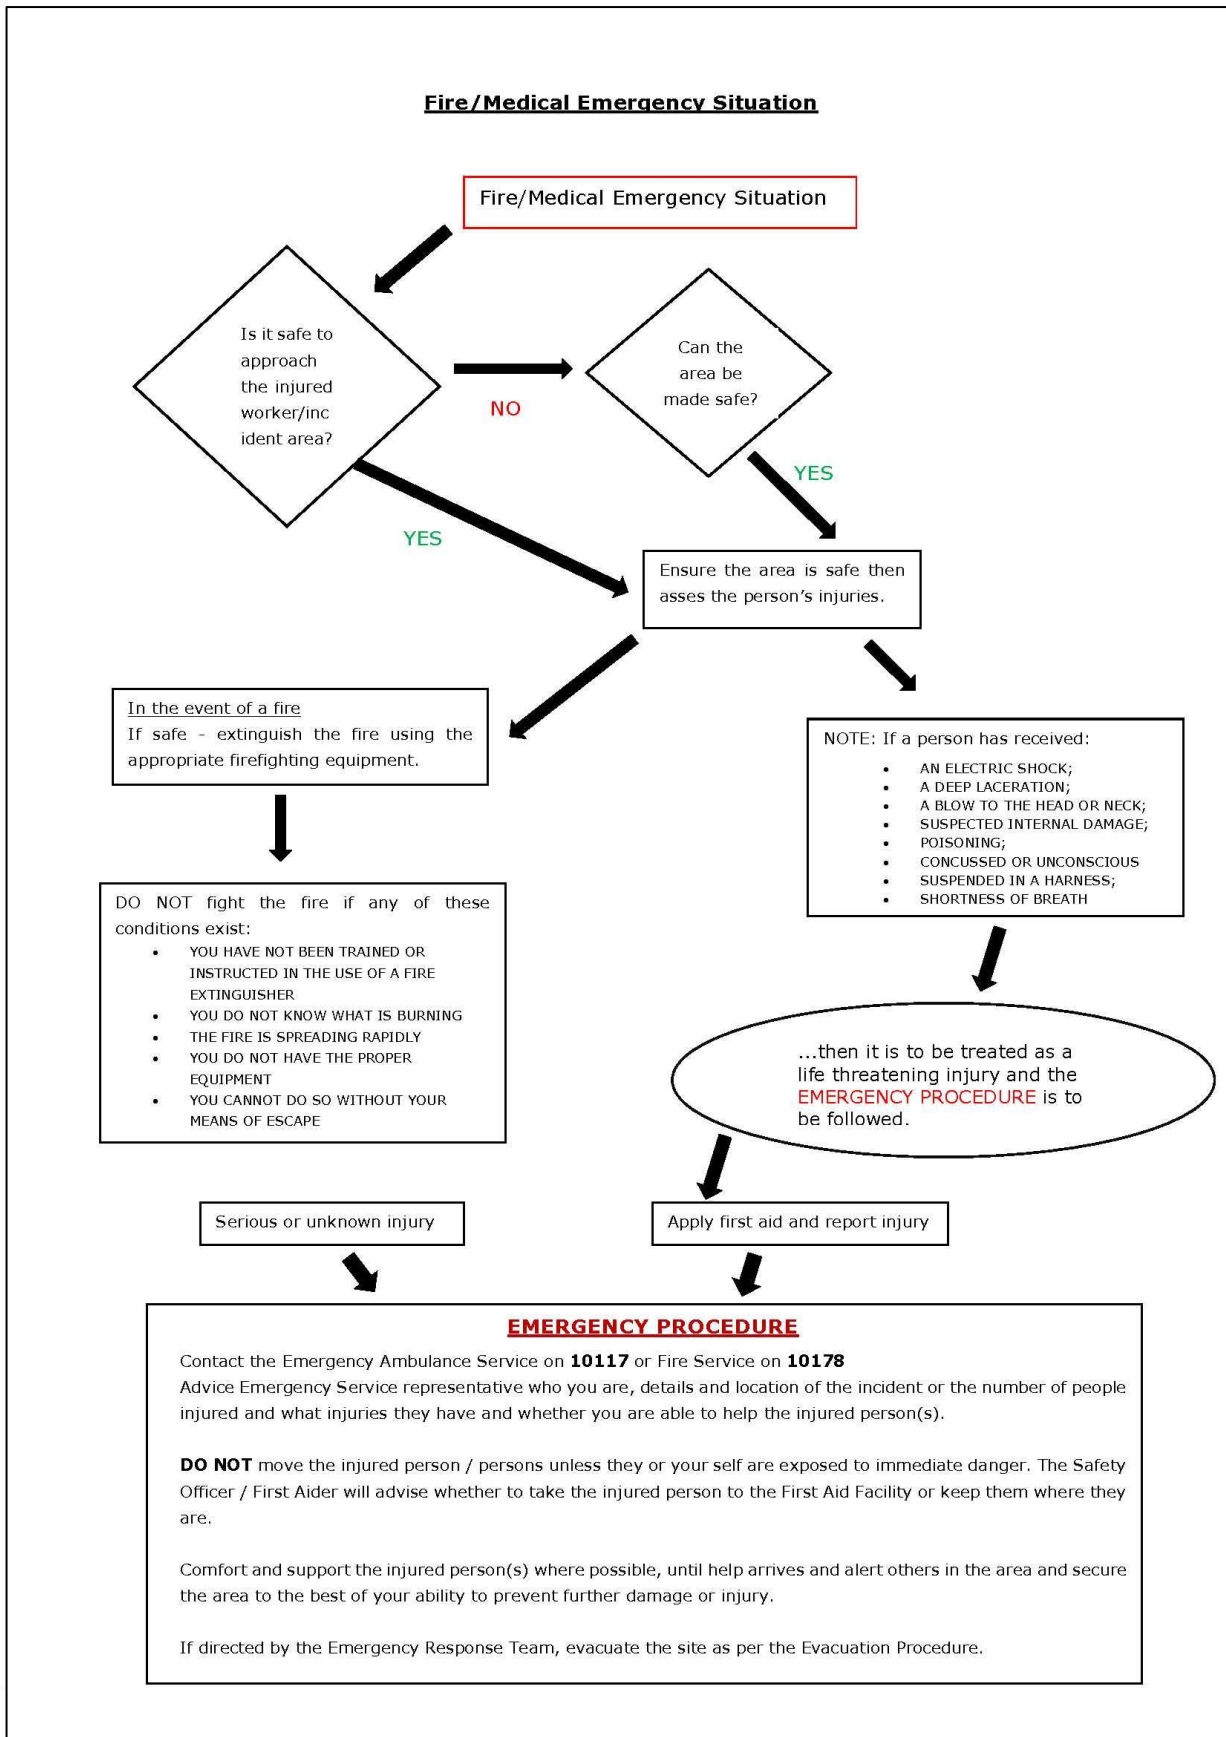 Fire/Medical Emergency Situation
Fire/Medical Emergency Situation
Is it safe to
approach
the injured
worker/inc
ident area?
NO
Can the
area be
made safe?
YES
YES
Ensure the area is safe then
asses the person's injuries.
In the event of a fire
If safe - extinguish the fire using the
appropriate firefighting equipment.
NOTE: If a person has received:
• AN ELECTRIC SHOCK;
• A DEEP LACERATION;
• A BLOW TO THE HEAD OR NECK;
• SUSPECTED INTERNAL DAMAGE;
• POISONING;
• CONCUSSED OR UNCONSCIOUS
• SUSPENDED IN A HARNESS;
• SHORTNESS OF BREATH
DO NOT fight the fire if any of these
conditions exist:
• YOU HAVE NOT BEEN TRAINED OR
INSTRUCTED IN THE USE OF A FIRE
EXTINGUISHER
• YOU DO NOT KNOW WHAT IS BURNING
• THE FIRE IS SPREADING RAPIDLY
• YOU DO NOT HAVE THE PROPER
EQUIPMENT
• YOU CANNOT DO SO WITHOUT YOUR
MEANS OF ESCAPE
...then it is to be treated as a
life threatening injury and the
EMERGENCY PROCEDURE is to
be followed.
Serious or unknown injury
Apply first aid and report injury
EMERGENCY PROCEDURE
Contact the Emergency Ambulance Service on 10117 or Fire Service on 10178
Advice Emergency Service representative who you are, details and location of the incident or the number of people
injured and what injuries they have and whether you are able to help the injured person(s).
DO NOT move the injured person / persons unless they or your self are exposed to immediate danger. The Safety
Officer / First Aider will advise whether to take the injured person to the First Aid Facility or keep them where they
are.
Comfort and support the injured person(s) where possible, until help arrives and alert others in the area and secure
the area to the best of your ability to prevent further damage or injury.
If directed by the Emergency Response Team, evacuate the site as per the Evacuation Procedure.